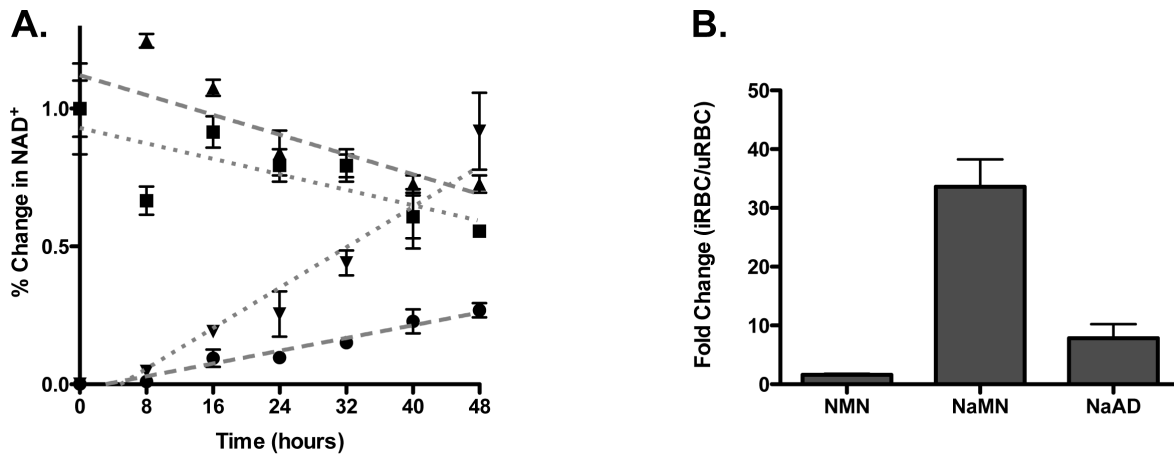 A.
% Change in NAD⁺
1.0
0.5
0.0
0 8 16 24 32 40 48
Time (hours)
B.
Fold Change (iRBC/uRBC)
50
40
30
20
10
0
NMN NaMN NaAD